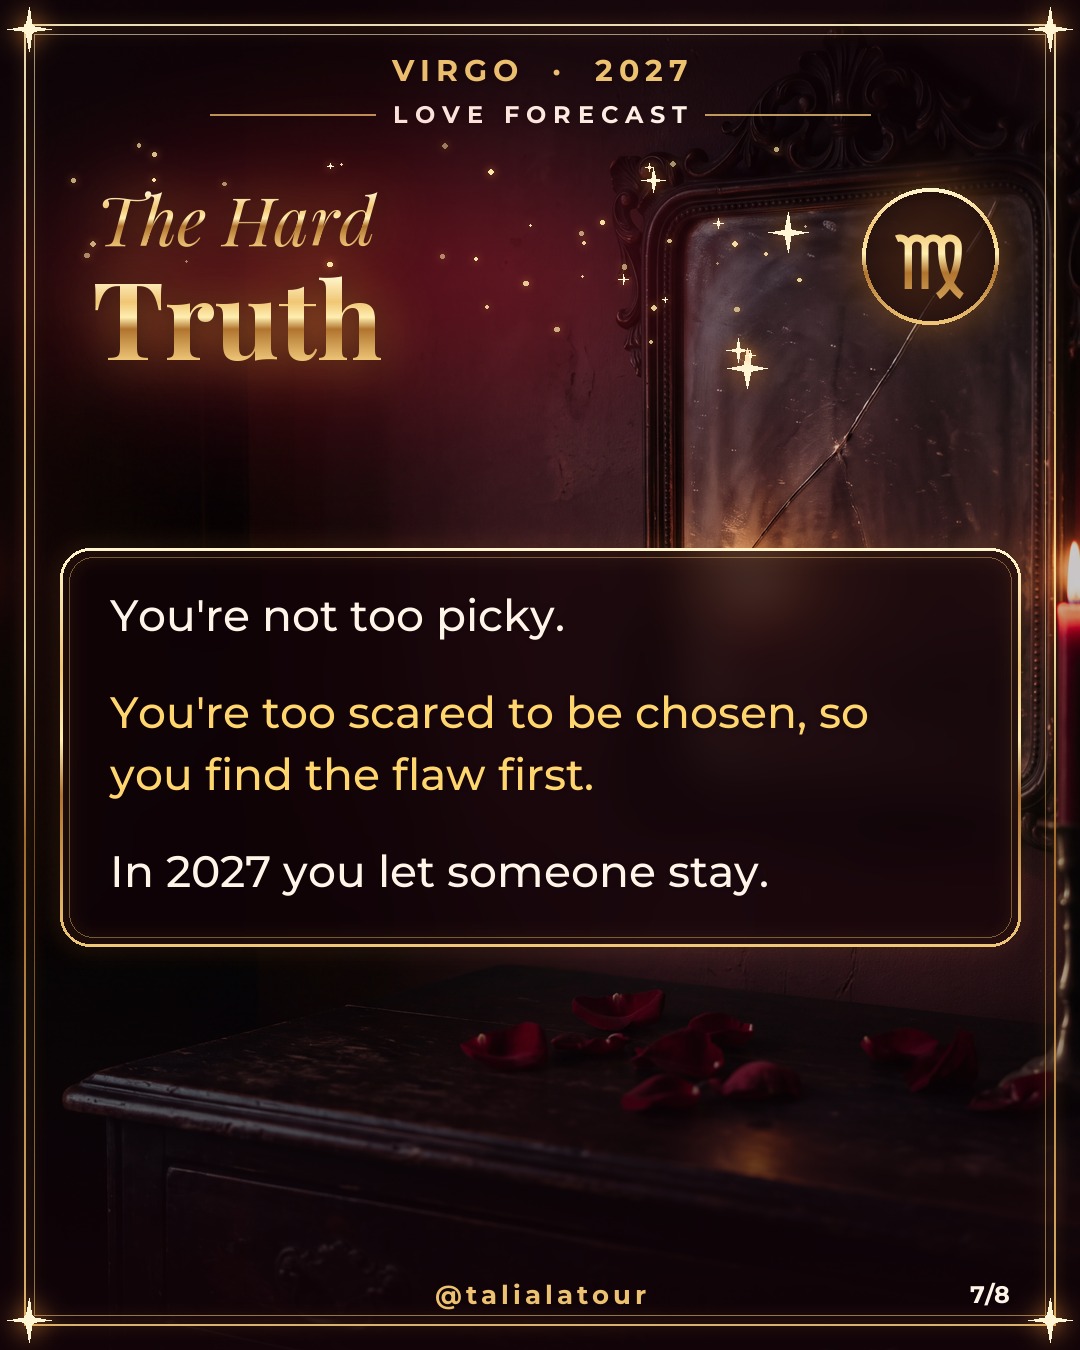 VIRGO · 2027
LOVE FORECAST
The Hard
Truth
♍
You're not too picky.
You're too scared to be chosen, so
you find the flaw first.
In 2027 you let someone stay.
@talialatour
7/8